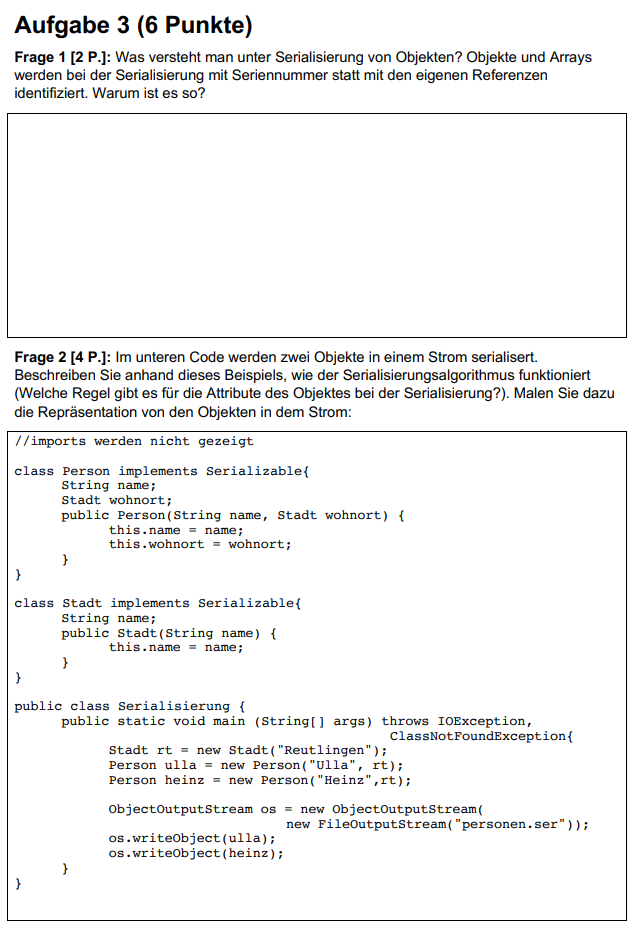 Aufgabe 3 (6 Punkte)
Frage 1 [2 P.]: Was versteht man unter Serialisierung von Objekten? Objekte und Arrays
werden bei der Serialisierung mit Seriennummer statt mit den eigenen Referenzen
identifiziert. Warum ist es so?
Frage 2 [4 P.]: Im unteren Code werden zwei Objekte in einem Strom serialisert.
Beschreiben Sie anhand dieses Beispiels, wie der Serialisierungsalgorithmus funktioniert
(Welche Regel gibt es für die Attribute des Objektes bei der Serialisierung?). Malen Sie dazu
die Repräsentation von den Objekten in dem Strom:
//imports werden nicht gezeigt
class Person implements Serializable{
String name;
Stadt wohnort;
public Person(String name, Stadt wohnort) {
this.name = name;
this.wohnort = wohnort;
}
}
class Stadt implements Serializable{
String name;
public Stadt(String name) {
this.name = name;
}
}
public class Serialisierung {
public static void main (String[] args) throws IOException,
ClassNotFoundException{
Stadt rt = new Stadt("Reutlingen");
Person ulla = new Person("Ulla", rt);
Person heinz = new Person("Heinz",rt);
ObjectOutputStream os = new ObjectOutputStream(
new FileOutputStream("personen.ser"));
os.writeObject(ulla);
os.writeObject(heinz);
}
}